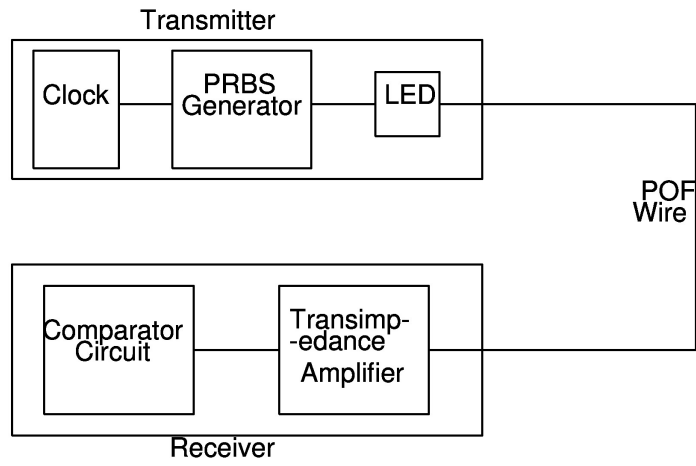 Transmitter
Clock
PRBS
Generator
LED
POF
Wire
Comparator
Circuit
Transimp-
-edance
Amplifier
Receiver